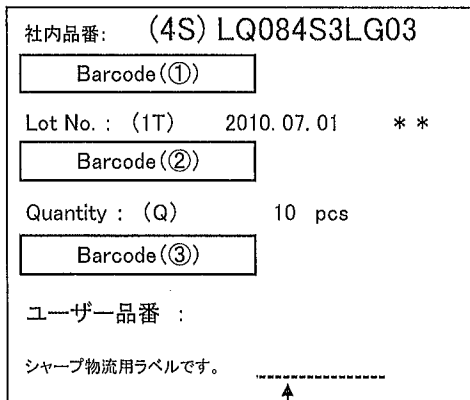 社内品番: (4S) LQ084S3LG03
Barcode(①)
Lot No. : (1T) 2010.07.01 * *
Barcode(②)
Quantity : (Q) 10 pcs
Barcode(③)
ユーザー品番 :
シャープ物流用ラベルです。